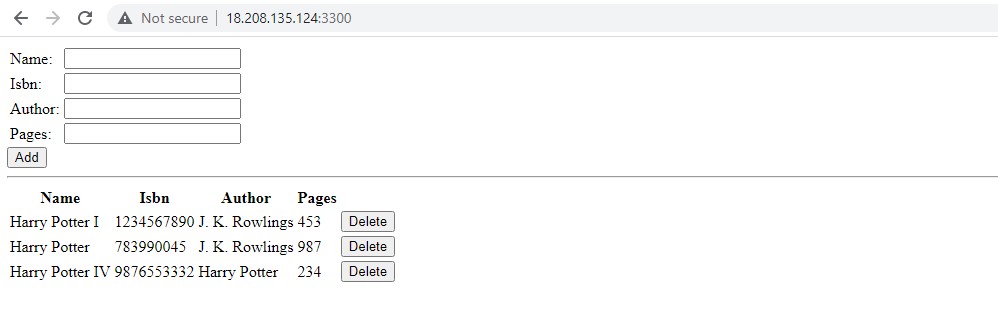 Not secure 18.208.135.124:3300
Name:
Isbn:
Author:
Pages:
Add
Name Isbn Author Pages
Harry Potter I 1234567890 J. K. Rowlings 453 Delete
Harry Potter 783990045 J. K. Rowlings 987 Delete
Harry Potter IV 9876553332 Harry Potter 234 Delete